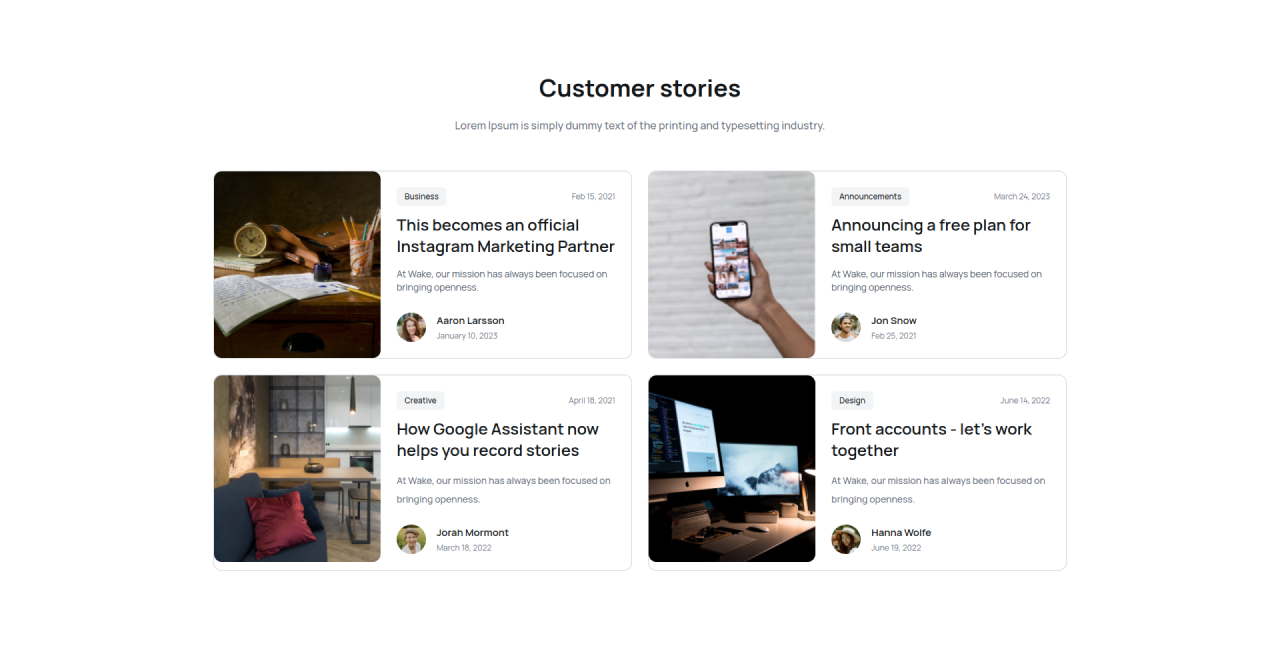 Customer stories
Lorem Ipsum is simply dummy text of the printing and typesetting industry.
Business
Feb 15, 2021
This becomes an official
Instagram Marketing Partner
At Wake, our mission has always been focused on
bringing openness.
Aaron Larsson
January 10, 2023
Announcements
March 24, 2023
Announcing a free plan for
small teams
At Wake, our mission has always been focused on
bringing openness.
Jon Snow
Feb 25, 2021
Creative
April 18, 2021
How Google Assistant now
helps you record stories
At Wake, our mission has always been focused on
bringing openness.
Jorah Mormont
March 18, 2022
Design
June 14, 2022
Front accounts - let's work
together
At Wake, our mission has always been focused on
bringing openness.
Hanna Wolfe
June 19, 2022